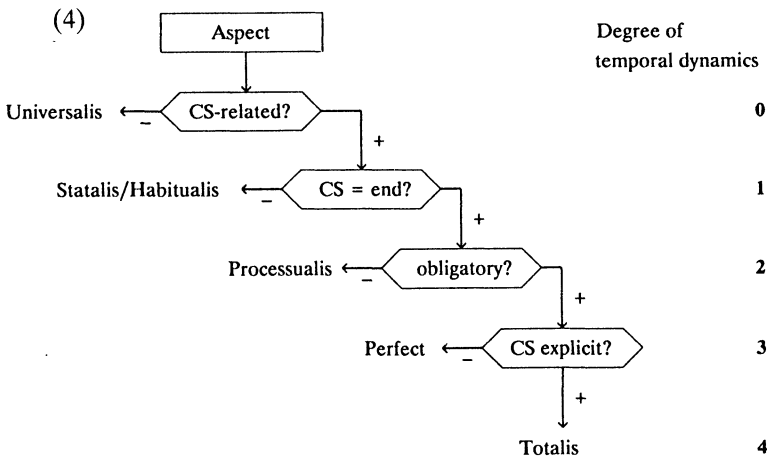 (4)
Aspect
Degree of
temporal dynamics
Universalis
−
CS-related?
0
+
Statalis/Habitualis
−
CS = end?
1
+
Processualis
−
obligatory?
2
+
Perfect
−
CS explicit?
3
+
Totalis
4